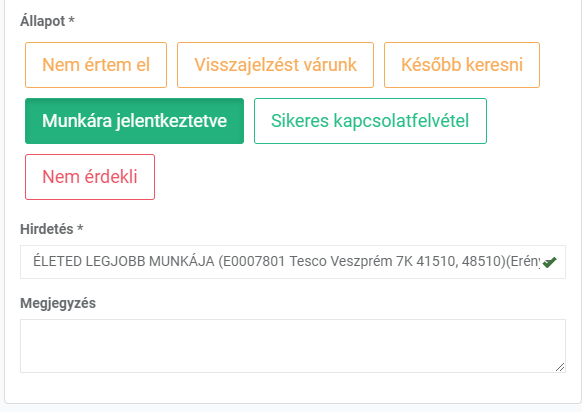 Állapot *
Nem értem el Visszajelzést várunk Később keresni
Munkára jelentkeztetve Sikeres kapcsolatfelvétel
Nem érdekli
Hirdetés *
ÉLETED LEGJOBB MUNKÁJA (E0007801 Tesco Veszprém 7K 41510, 48510)(Erény
Megjegyzés